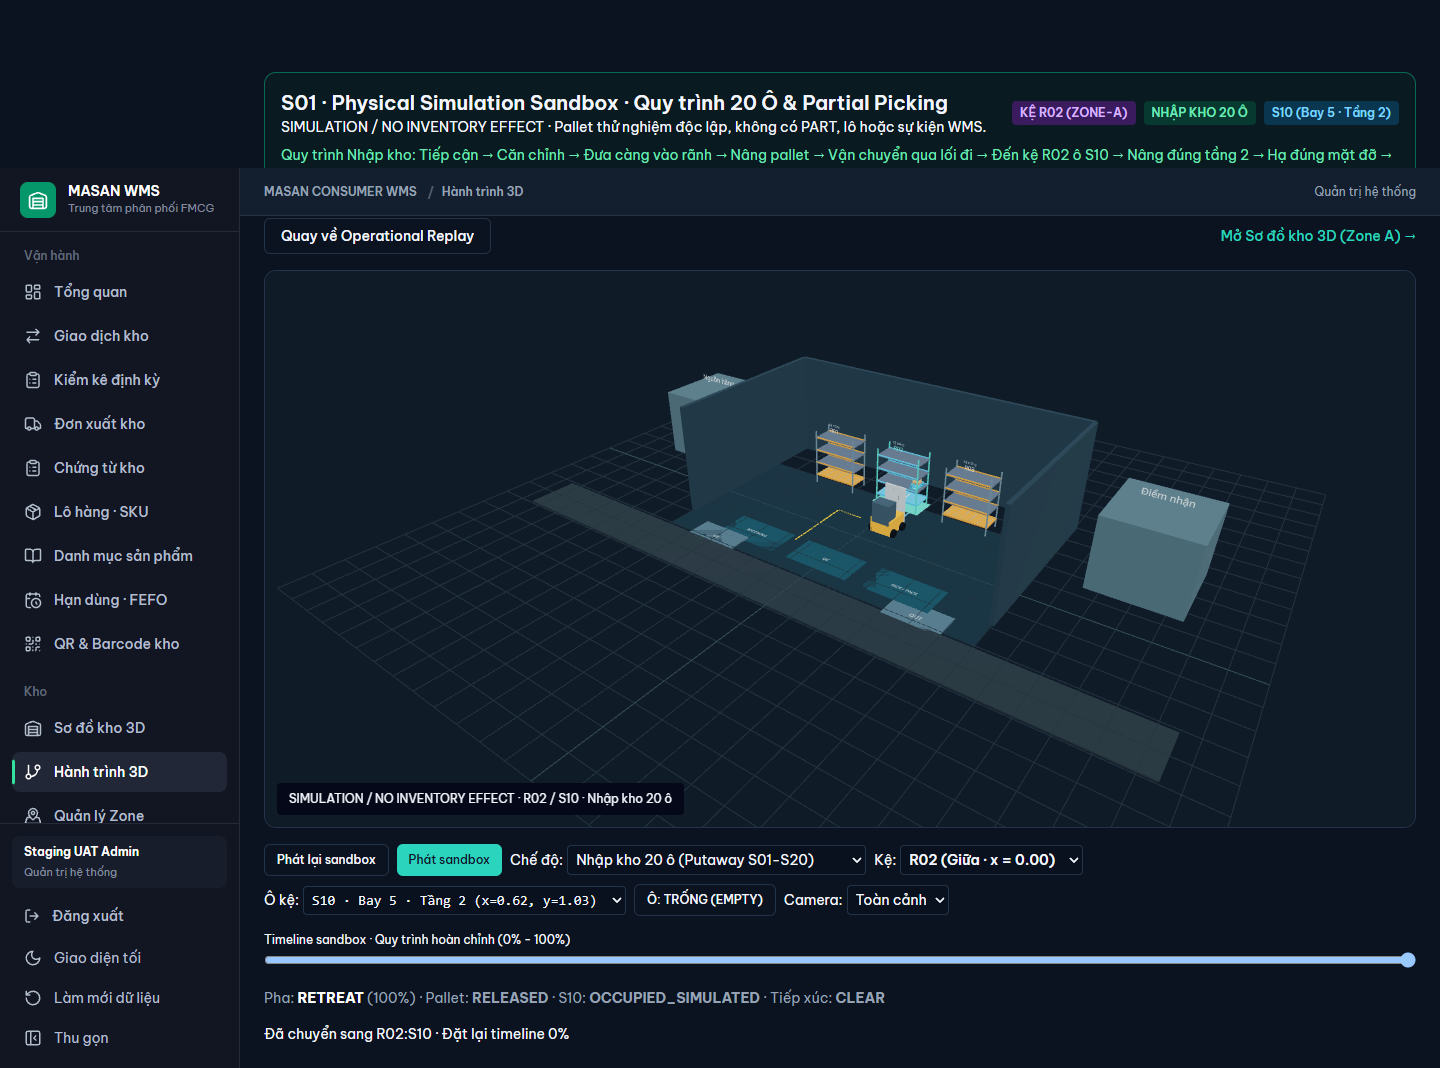 S01 · Physical Simulation Sandbox · Quy trình 20 Ô & Partial Picking
SIMULATION / NO INVENTORY EFFECT · Pallet thử nghiệm độc lập, không có PART, lô hoặc sự kiện WMS.
KỆ R02 (ZONE-A)
NHẬP KHO 20 Ô
S10 (Bay 5 · Tầng 2)
Quy trình Nhập kho: Tiếp cận → Căn chỉnh → Đưa càng vào rãnh → Nâng pallet → Vận chuyển qua lối đi → Đến kệ R02 ô S10 → Nâng đúng tầng 2 → Hạ đúng mặt đỡ →
MASAN WMS
Trung tâm phân phối FMCG
MASAN CONSUMER WMS / Hành trình 3D
Quản trị hệ thống
Quay về Operational Replay
Mở Sơ đồ kho 3D (Zone A) →
Vận hành
Tổng quan
Giao dịch kho
Kiểm kê định kỳ
Đơn xuất kho
Chứng từ kho
Lô hàng · SKU
Danh mục sản phẩm
Hạn dùng · FEFO
QR & Barcode kho
Kho
Sơ đồ kho 3D
Hành trình 3D
Quản lý Zone
Staging UAT Admin
Quản trị hệ thống
Đăng xuất
Giao diện tối
Làm mới dữ liệu
Thu gọn
Điểm nhận
SIMULATION / NO INVENTORY EFFECT · R02 / S10 · Nhập kho 20 ô
Phát lại sandbox
Phát sandbox
Chế độ: Nhập kho 20 ô (Putaway S01-S20)
Kệ: R02 (Giữa · x = 0.00)
Ô kệ: S10 · Bay 5 · Tầng 2 (x=0.62, y=1.03)
Ô: TRỐNG (EMPTY)
Camera: Toàn cảnh
Timeline sandbox · Quy trình hoàn chỉnh (0% - 100%)
Pha: RETREAT (100%) · Pallet: RELEASED · S10: OCCUPIED_SIMULATED · Tiếp xúc: CLEAR
Đã chuyển sang R02:S10 · Đặt lại timeline 0%